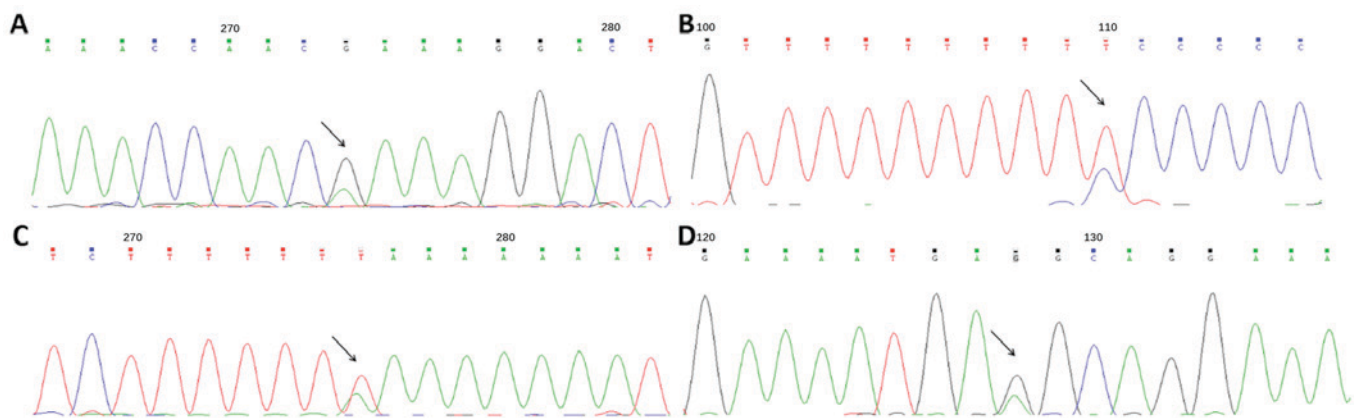 A 270 280
A A A C C A A C G A A A G G A C T
B 100 110
G T T T T T T T T T T C C C C C
C 270 280
T C T T T T T T T A A A A A A A T
D 120 130
G A A A A T G A G G C A G G A A A